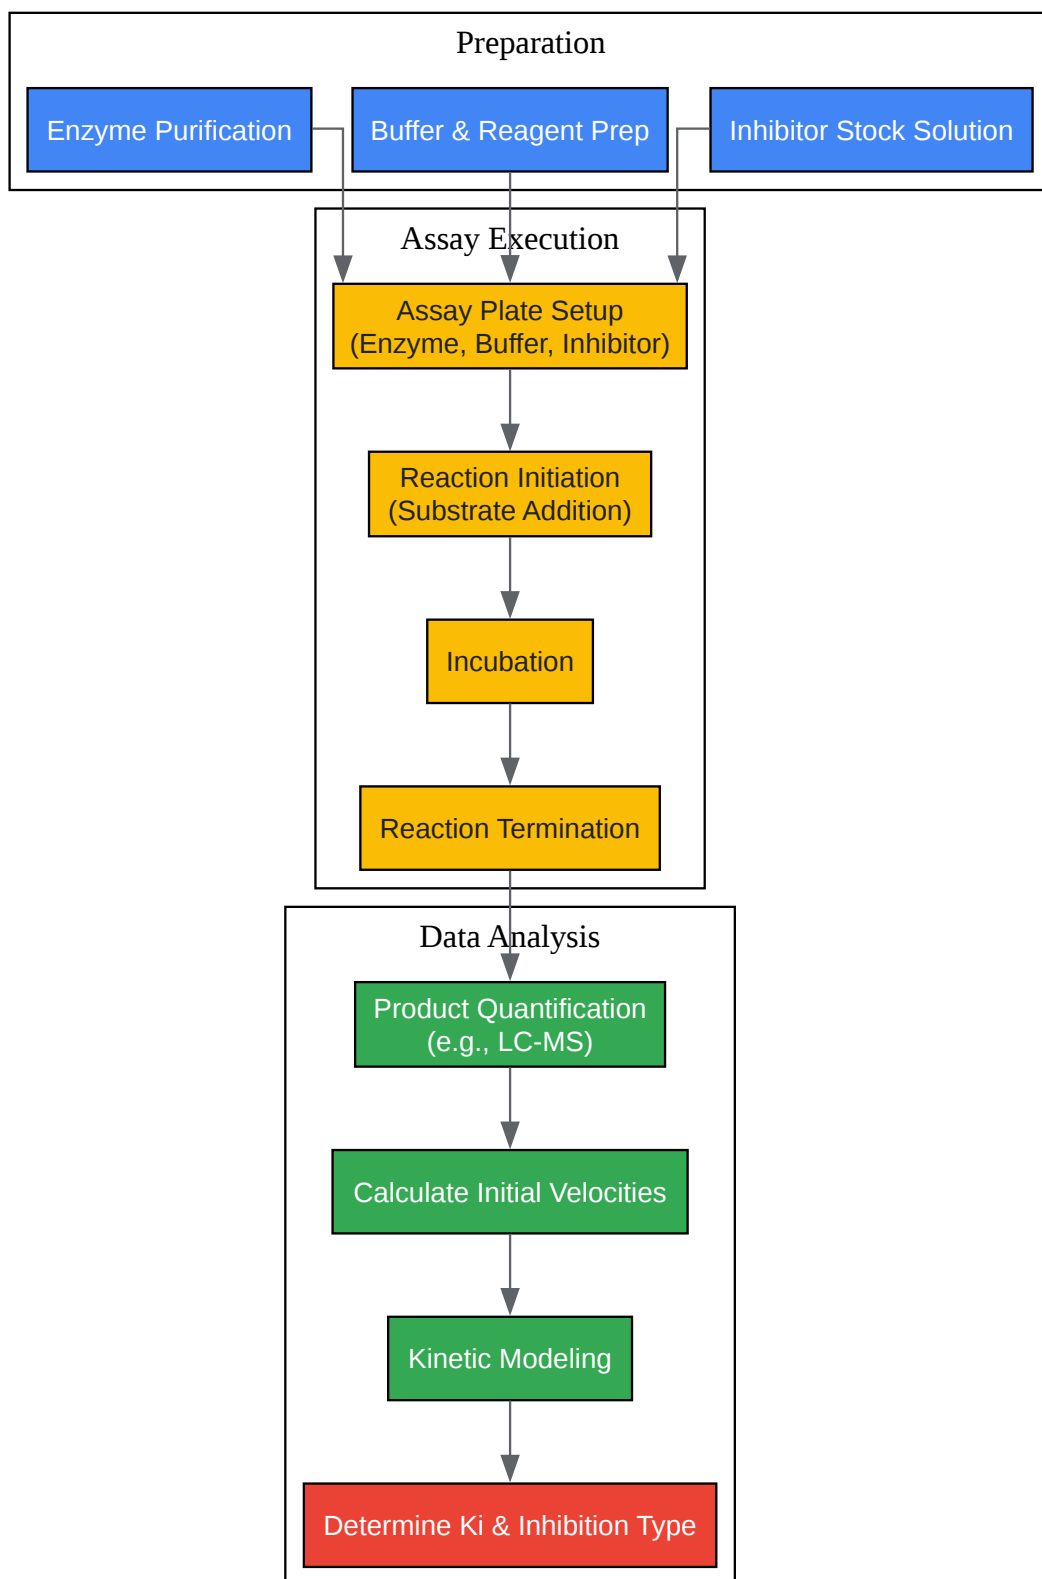 Preparation
Enzyme Purification
Buffer & Reagent Prep
Inhibitor Stock Solution
Assay Execution
Assay Plate Setup
(Enzyme, Buffer, Inhibitor)
Reaction Initiation
(Substrate Addition)
Incubation
Reaction Termination
Data Analysis
Product Quantification
(e.g., LC-MS)
Calculate Initial Velocities
Kinetic Modeling
Determine Ki & Inhibition Type